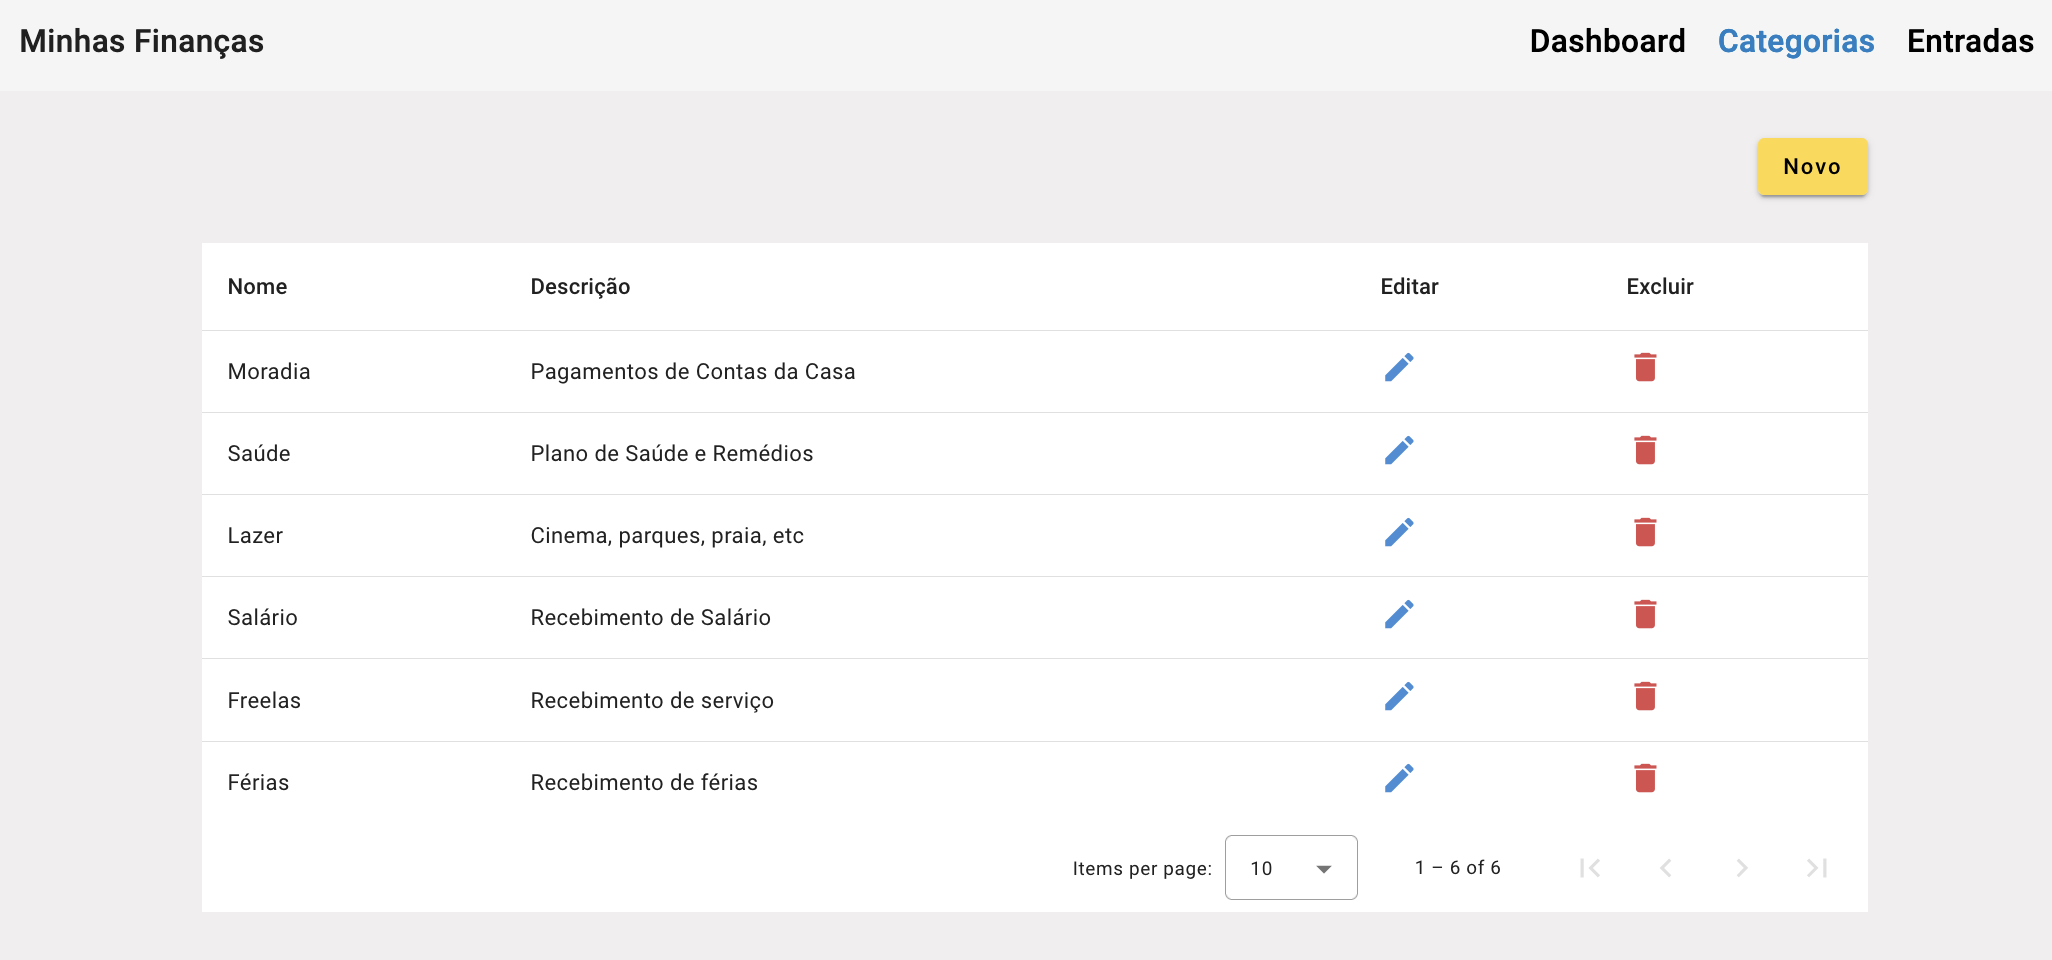 Minhas Finanças Dashboard Categorias Entradas
Novo
Nome Descrição Editar Excluir
Moradia Pagamentos de Contas da Casa
Saúde Plano de Saúde e Remédios
Lazer Cinema, parques, praia, etc
Salário Recebimento de Salário
Freelas Recebimento de serviço
Férias Recebimento de férias
Items per page: 10 1 – 6 of 6